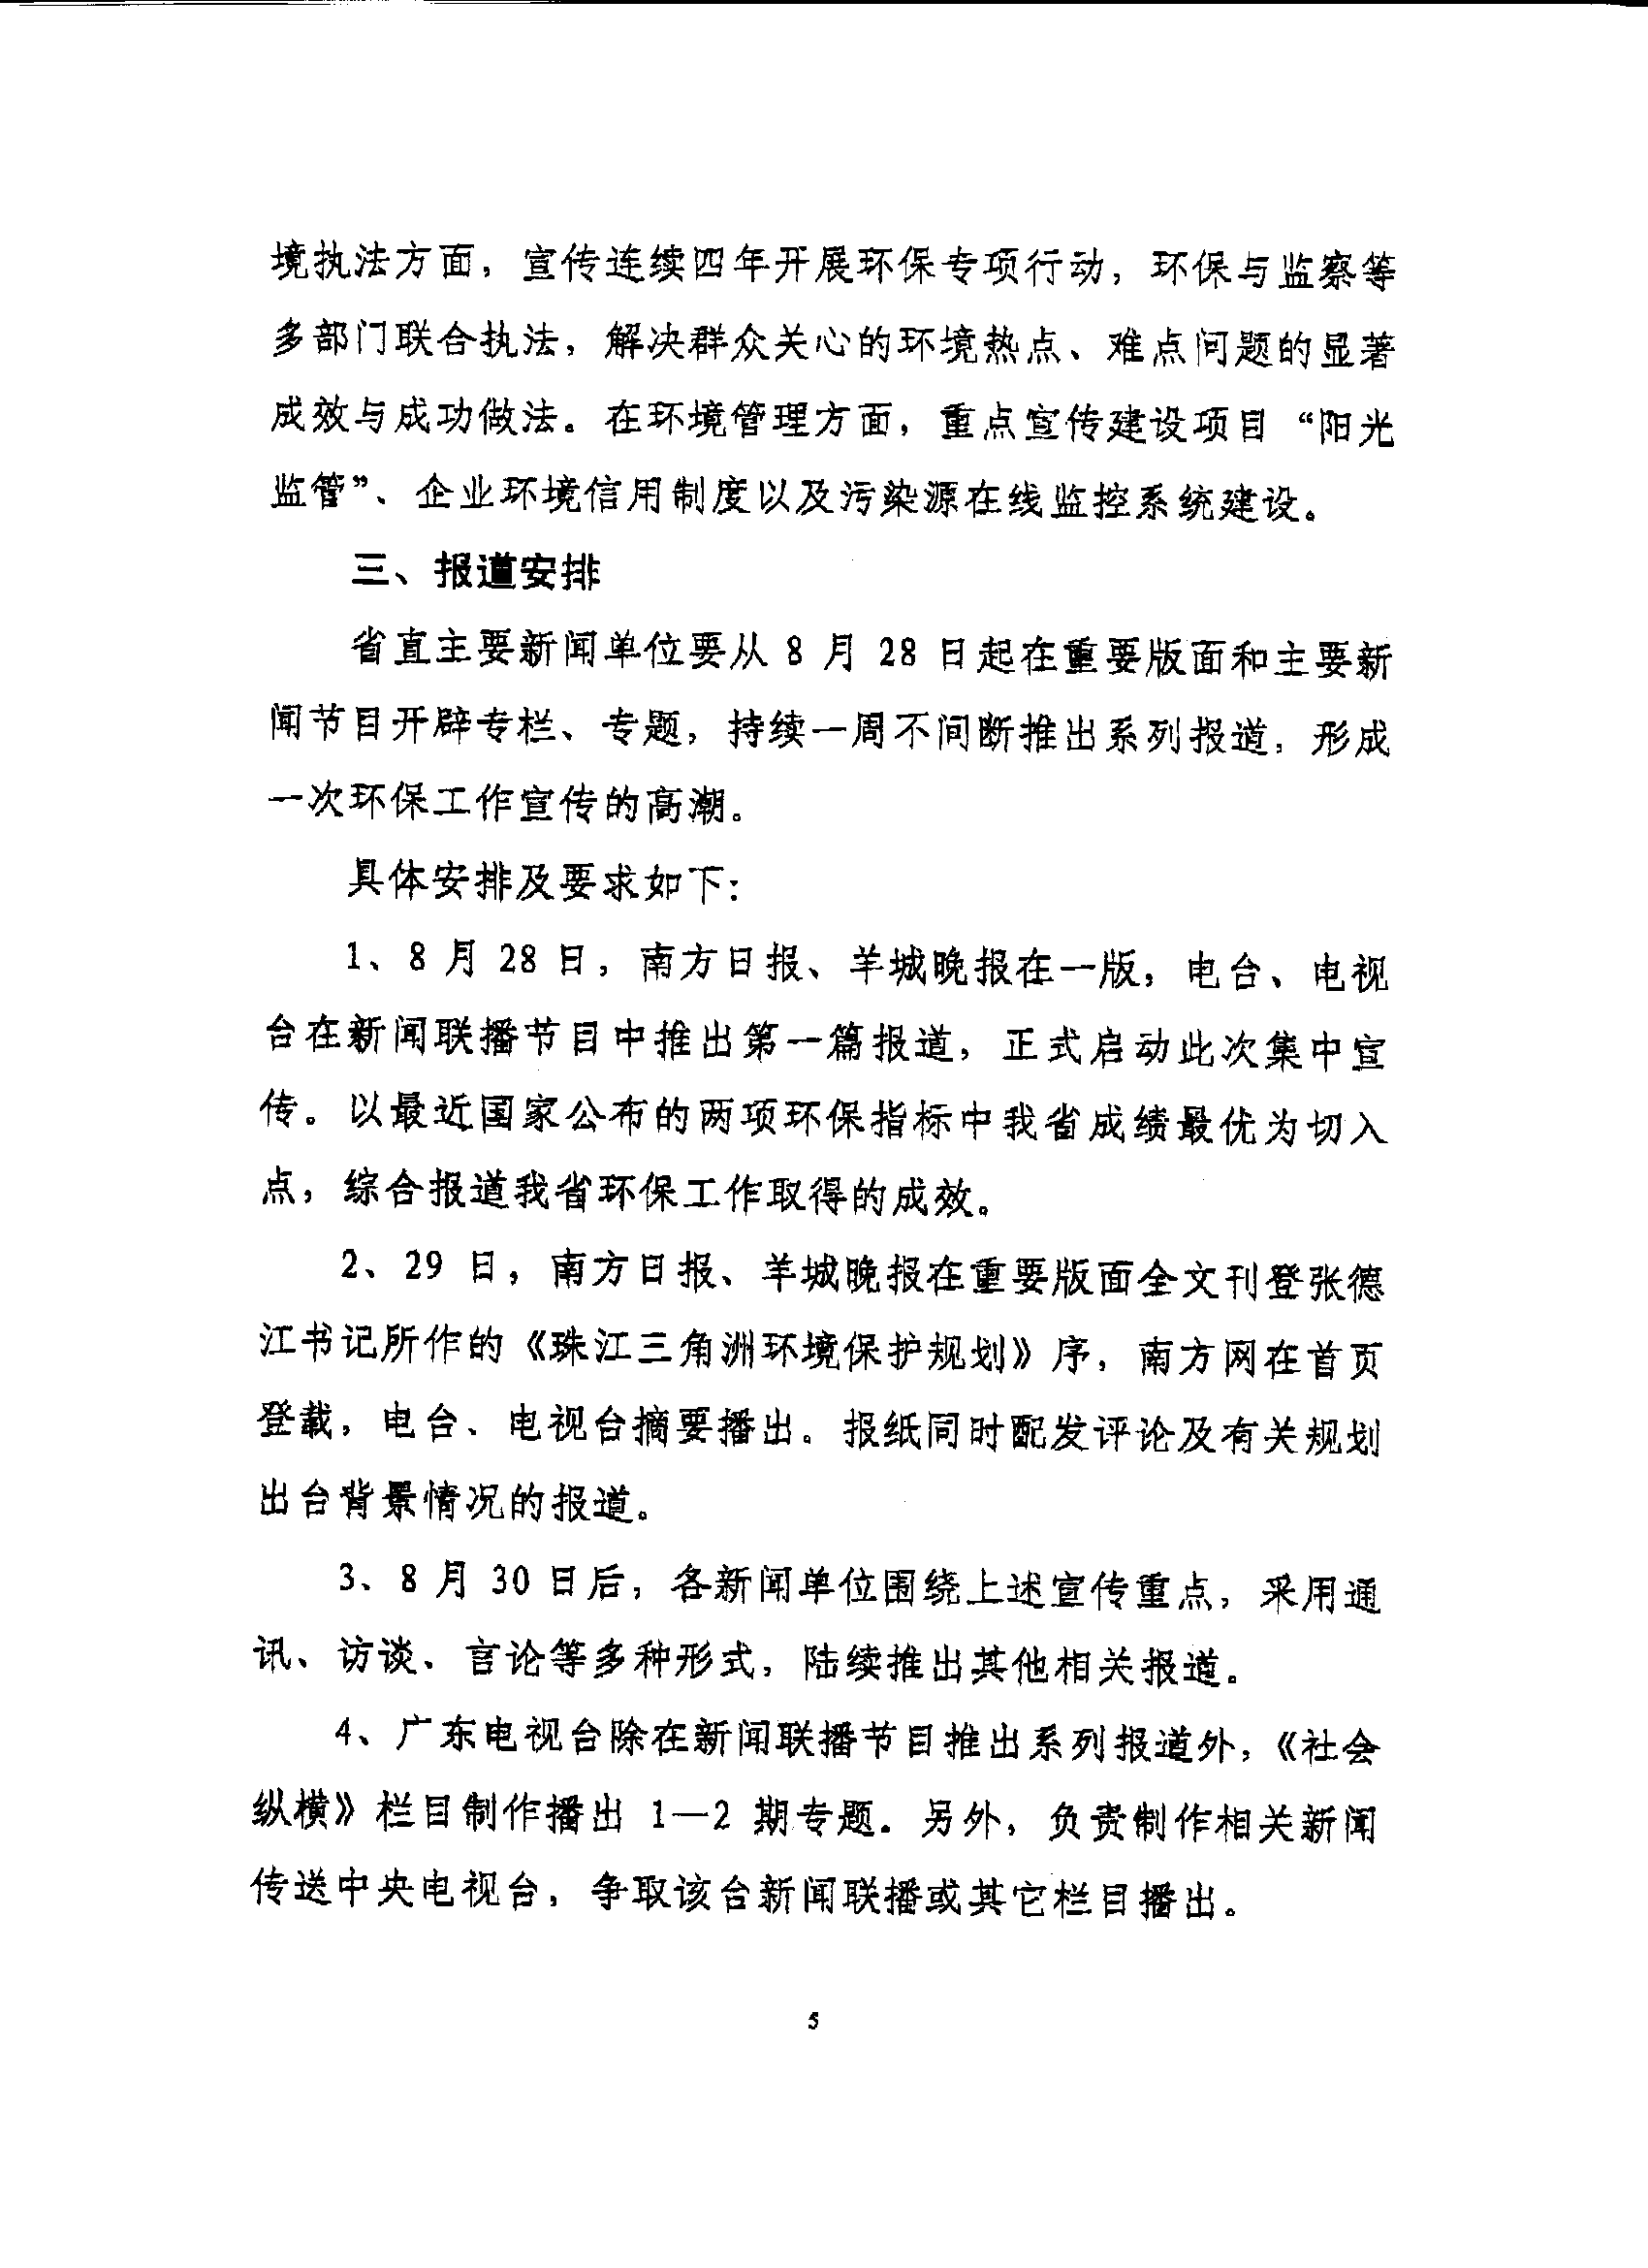 境执法方面，宣传连续四年开展环保专项行动，环保与监察等
多部门联合执法，解决群众关心的环境热点、难点问题的显著
成效与成功做法。在环境管理方面，重点宣传建设项目“阳光
监管”、企业环境信用制度以及污染源在线监控系统建设。
三、报道安排
省直主要新闻单位要从 8 月 28 日起在重要版面和主要新
闻节目开辟专栏、专题，持续一周不间断推出系列报道，形成
一次环保工作宣传的高潮。
具体安排及要求如下：
1、8 月 28 日，南方日报、羊城晚报在一版，电台、电视
台在新闻联播节目中推出第一篇报道，正式启动此次集中宣
传。以最近国家公布的两项环保指标中我省成绩最优为切入
点，综合报道我省环保工作取得的成效。
2、29 日，南方日报、羊城晚报在重要版面全文刊登张德
江书记所作的《珠江三角洲环境保护规划》序，南方网在首页
登载，电台、电视台摘要播出。报纸同时配发评论及有关规划
出台背景情况的报道。
3、8 月 30 日后，各新闻单位围绕上述宣传重点，采用通
讯、访谈、言论等多种形式，陆续推出其他相关报道。
4、广东电视台除在新闻联播节目推出系列报道外，《社会
纵横》栏目制作播出 1—2 期专题。另外，负责制作相关新闻
传送中央电视台，争取该台新闻联播或其它栏目播出。
5